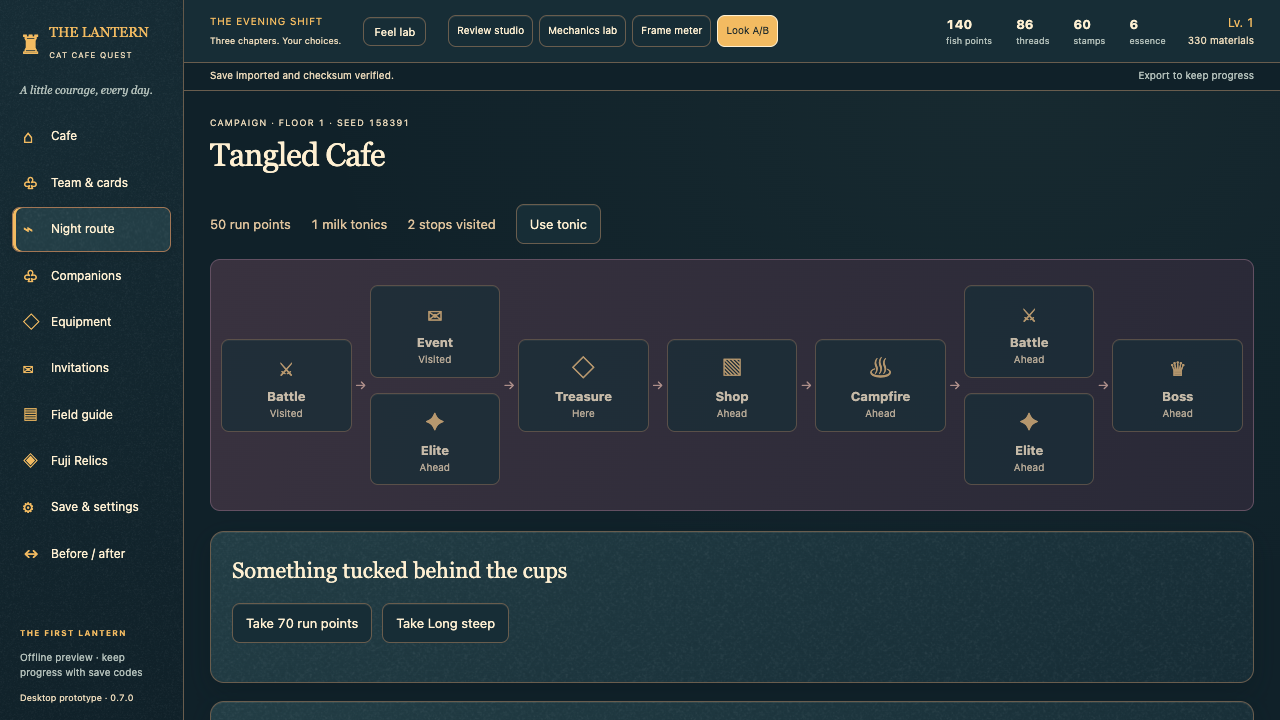 THE LANTERN
CAT CAFE QUEST
A little courage, every day.
Cafe
Team & cards
Night route
Companions
Equipment
Invitations
Field guide
Fuji Relics
Save & settings
Before / after
THE FIRST LANTERN
Offline preview · keep
progress with save codes
Desktop prototype · 0.7.0
THE EVENING SHIFT
Three chapters. Your choices.
Feel lab
Review studio
Mechanics lab
Frame meter
Look A/B
140
fish points
86
threads
60
stamps
6
essence
Lv. 1
330 materials
Save imported and checksum verified.
Export to keep progress
CAMPAIGN · FLOOR 1 · SEED 158391
Tangled Cafe
50 run points
1 milk tonics
2 stops visited
Use tonic
Battle
Visited
→
Event
Visited
Elite
Ahead
→
Treasure
Here
→
Shop
Ahead
→
Campfire
Ahead
→
Battle
Ahead
Elite
Ahead
→
Boss
Ahead
Something tucked behind the cups
Take 70 run points
Take Long steep